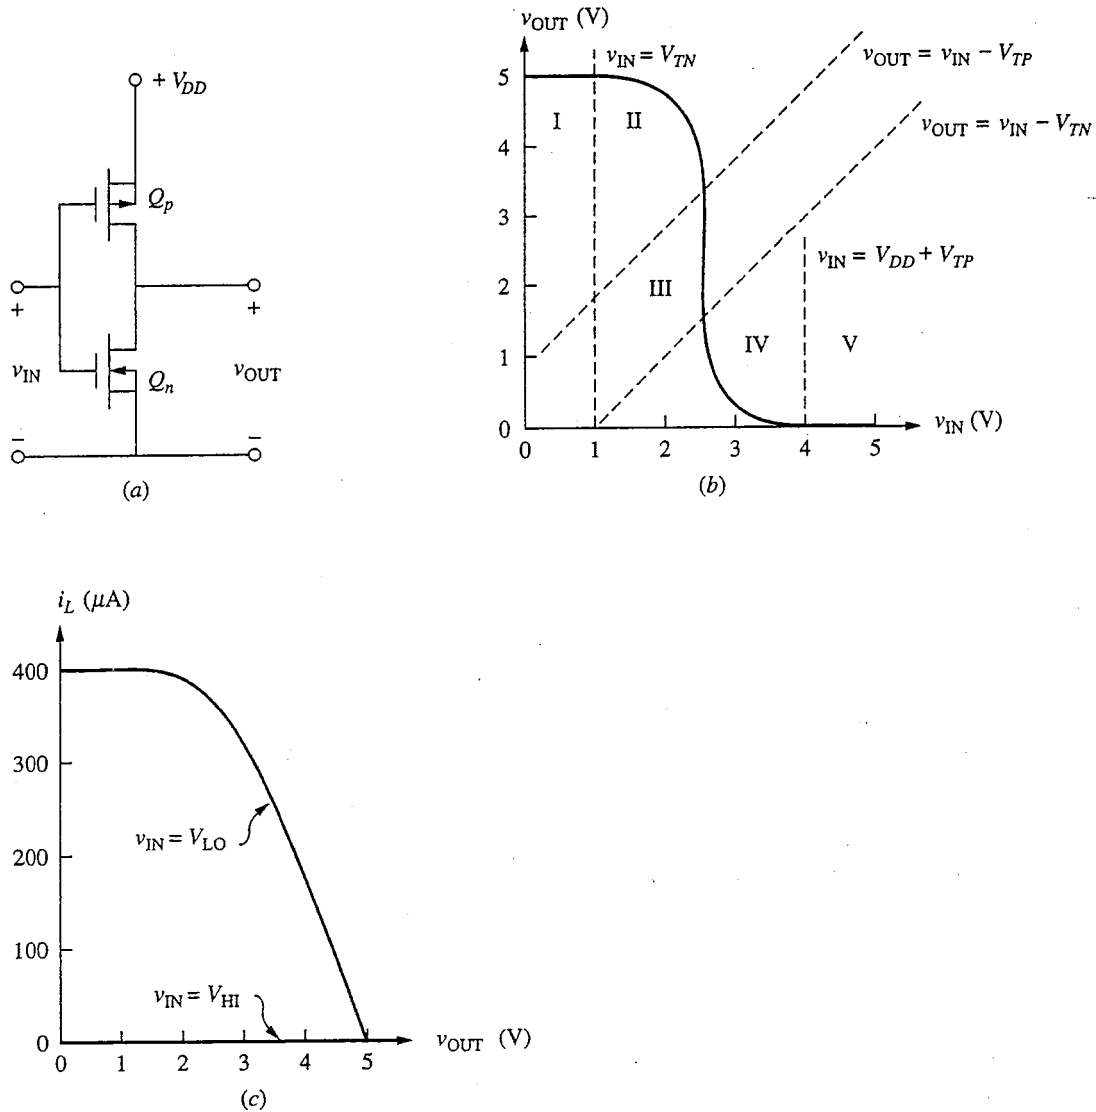 + V_DD
Q_p
+
+
v_IN
Q_n
v_OUT
–
–
(a)
v_OUT (V)
v_IN = V_TN
v_OUT = v_IN − V_TP
v_OUT = v_IN − V_TN
5
I
II
4
3
v_IN = V_DD + V_TP
2
III
IV
V
1
0
0
1
2
3
4
5
v_IN (V)
(b)
i_L (μA)
400
300
v_IN = V_LO
200
100
v_IN = V_HI
0
0
1
2
3
4
5
v_OUT (V)
(c)